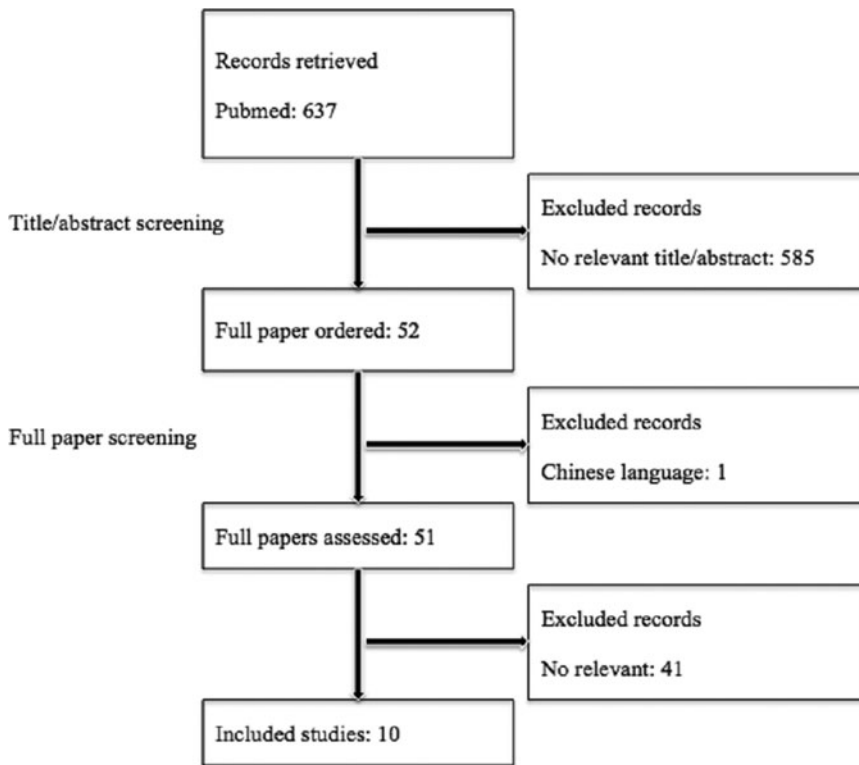 Records retrieved
Pubmed: 637
Title/abstract screening
Excluded records
No relevant title/abstract: 585
Full paper ordered: 52
Full paper screening
Excluded records
Chinese language: 1
Full papers assessed: 51
Excluded records
No relevant: 41
Included studies: 10